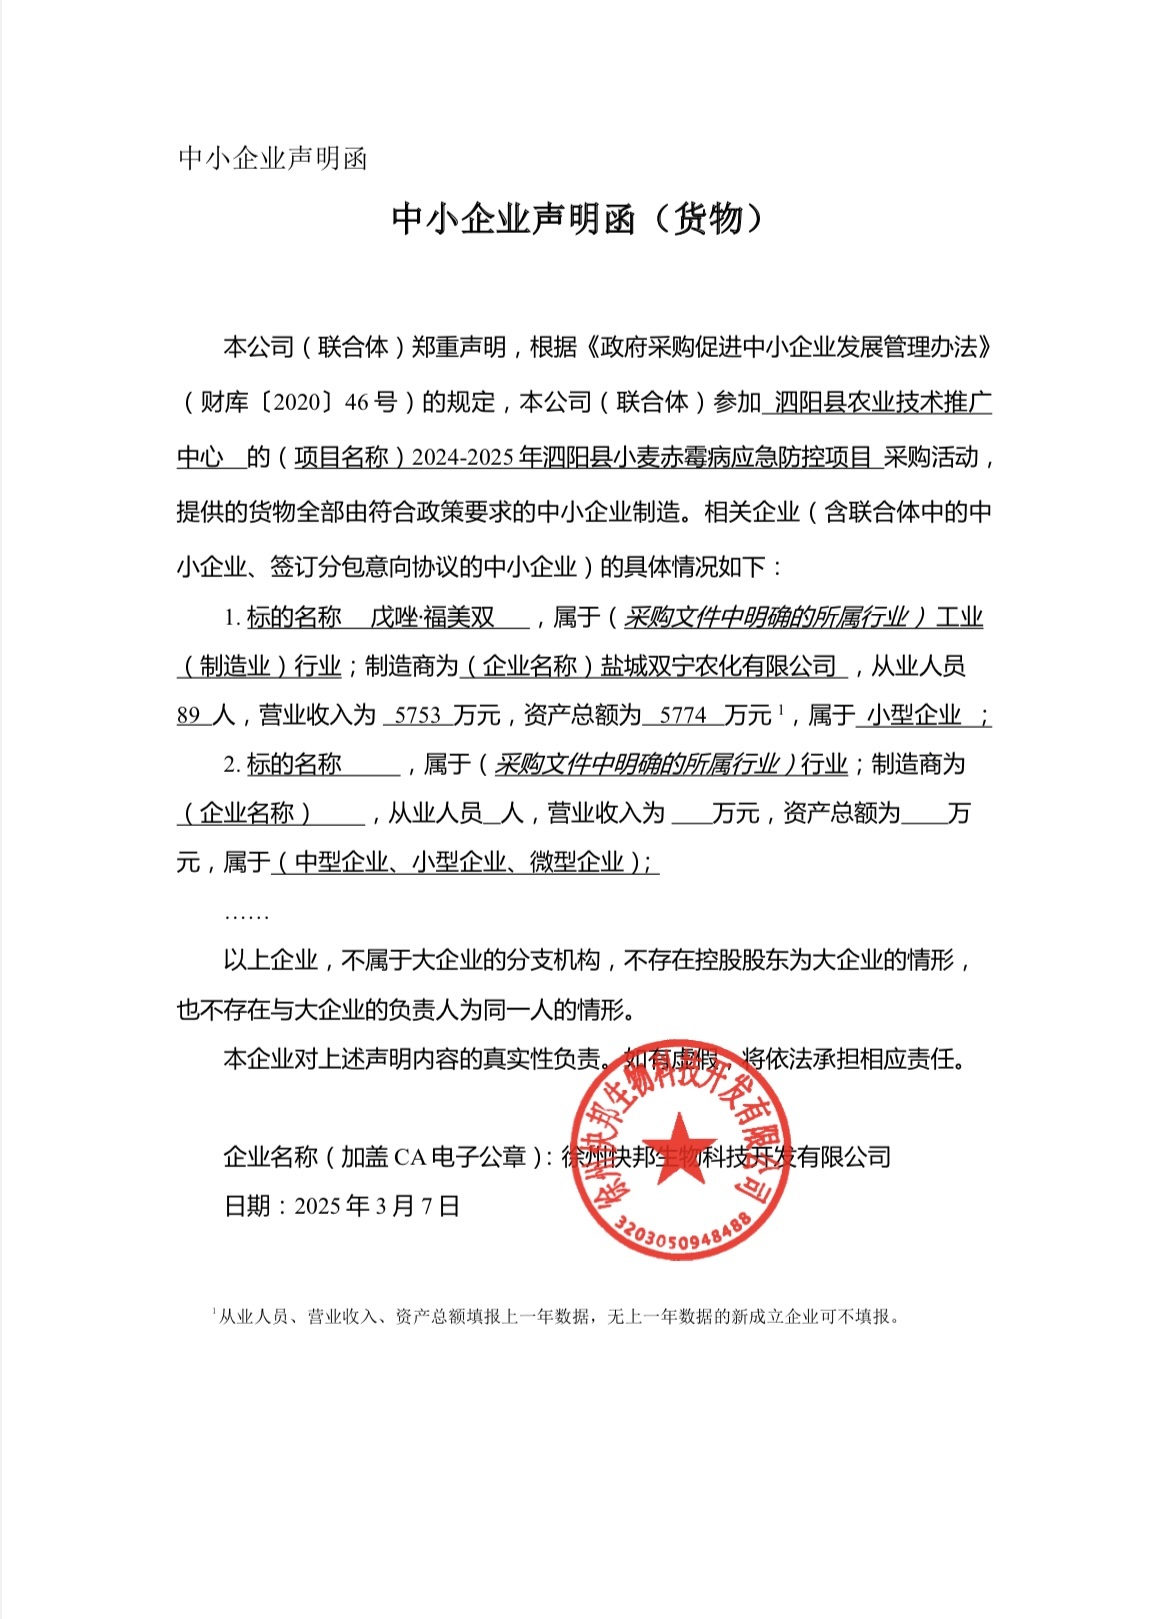 中小企业声明函
中小企业声明函（货物）
本公司（联合体）郑重声明，根据《政府采购促进中小企业发展管理办法》
（财库〔2020〕46号）的规定，本公司（联合体）参加 泗阳县农业技术推广
中心 的（项目名称）2024-2025年泗阳县小麦赤霉病应急防控项目 采购活动，
提供的货物全部由符合政策要求的中小企业制造。相关企业（含联合体中的中
小企业、签订分包意向协议的中小企业）的具体情况如下：
1. 标的名称 戊唑·福美双 ，属于（采购文件中明确的所属行业）工业
（制造业）行业；制造商为（企业名称）盐城双宁农化有限公司 ，从业人员
89 人，营业收入为 5753 万元，资产总额为 5774 万元1，属于 小型企业 ；
2. 标的名称 ，属于（采购文件中明确的所属行业）行业；制造商为
（企业名称） ，从业人员 人，营业收入为 万元，资产总额为 万
元，属于（中型企业、小型企业、微型企业）；
……
以上企业，不属于大企业的分支机构，不存在控股股东为大企业的情形，
也不存在与大企业的负责人为同一人的情形。
本企业对上述声明内容的真实性负责。如有虚假，将依法承担相应责任。
企业名称（加盖CA电子公章）：徐州快邦生物科技开发有限公司
日期：2025年3月7日
徐州快邦生物科技开发有限公司
3203050948488
1从业人员、营业收入、资产总额填报上一年数据，无上一年数据的新成立企业可不填报。